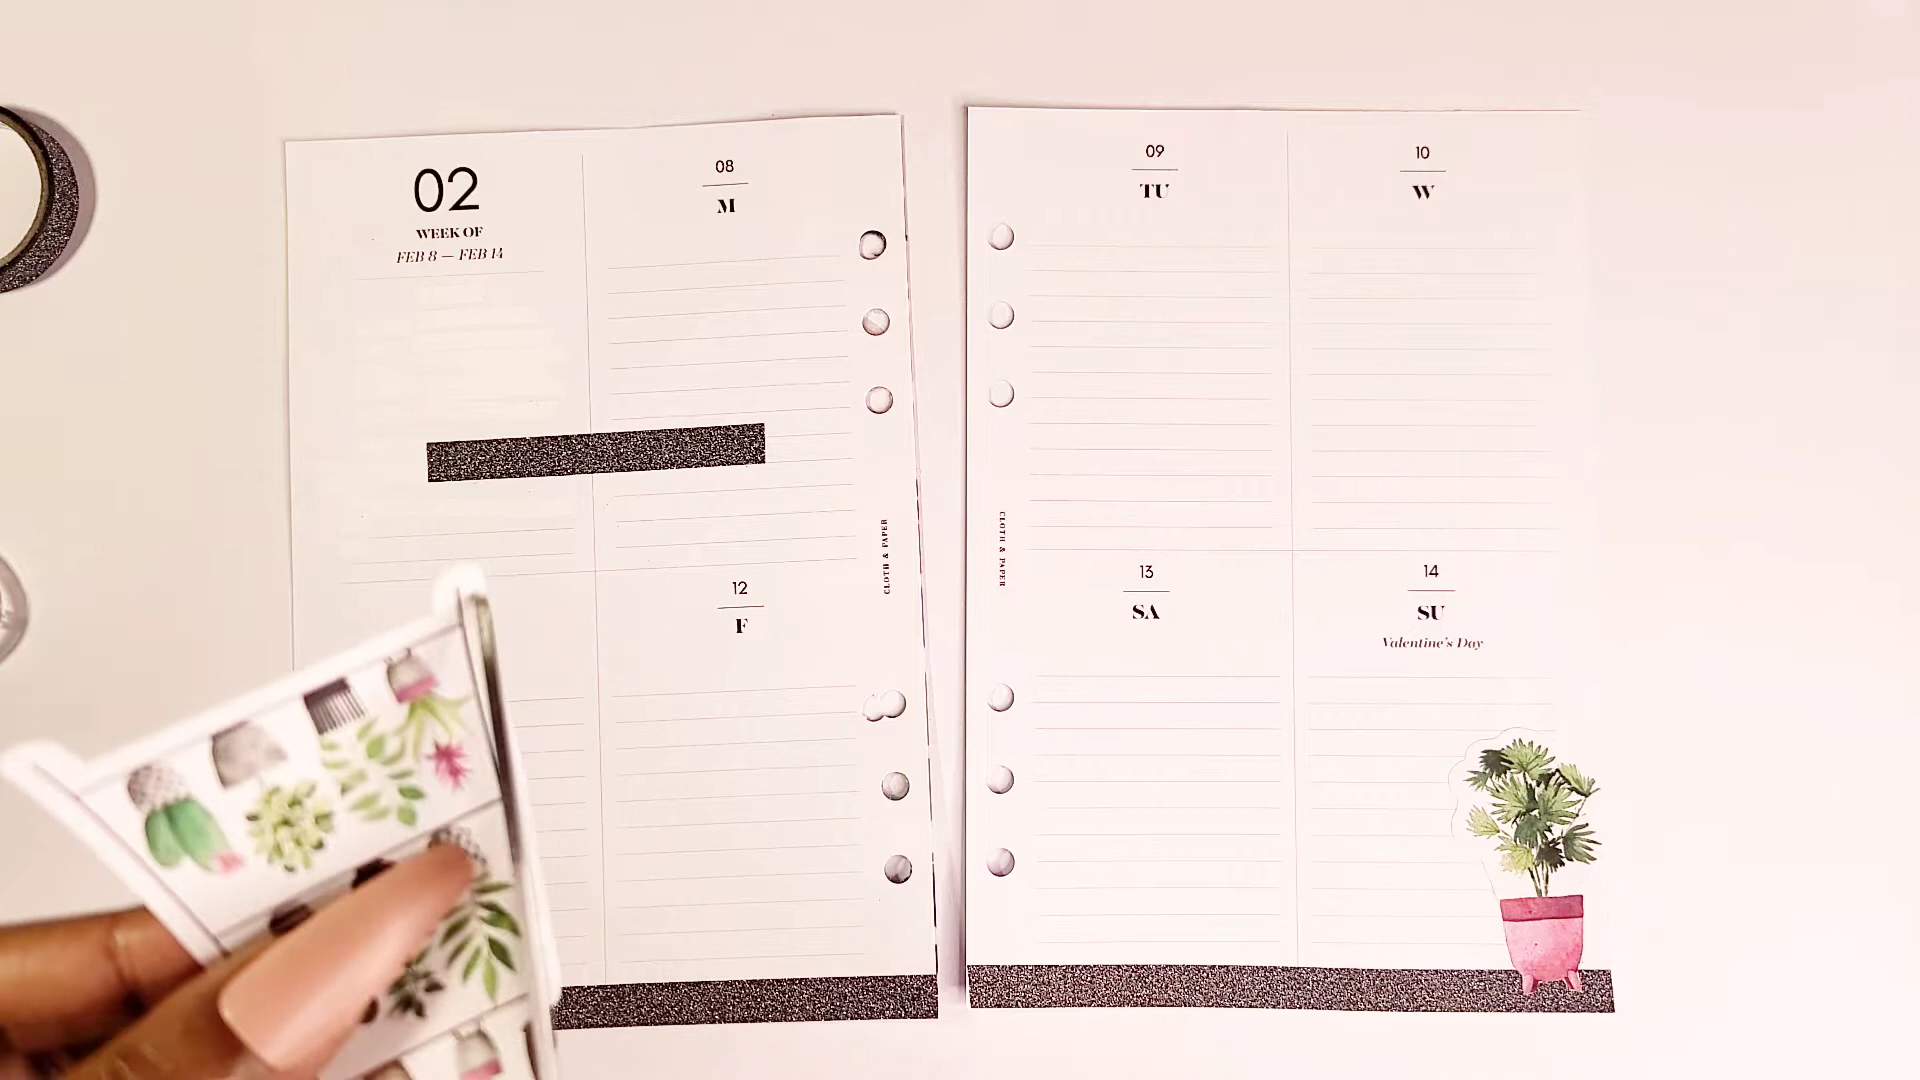 02
WEEK OF
FEB 8 — FEB 14
08
M
12
F
CLOTH & PAPER
09
TU
10
W
CLOTH & PAPER
13
SA
14
SU
Valentine's Day